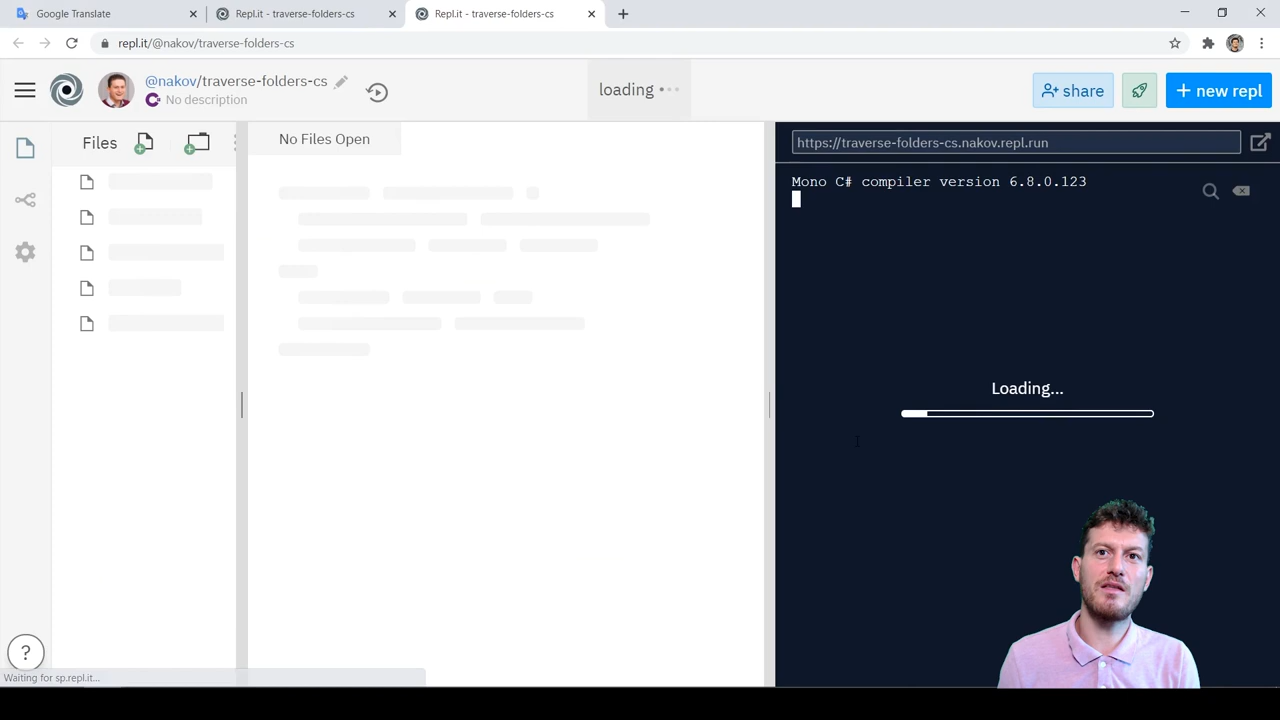 Google Translate
Repl.it - traverse-folders-cs
Repl.it - traverse-folders-cs
repl.it/@nakov/traverse-folders-cs
@nakov/traverse-folders-cs
No description
loading
share
+ new repl
Files
No Files Open
https://traverse-folders-cs.nakov.repl.run
Mono C# compiler version 6.8.0.123
Loading...
?
Waiting for sp.repl.it...